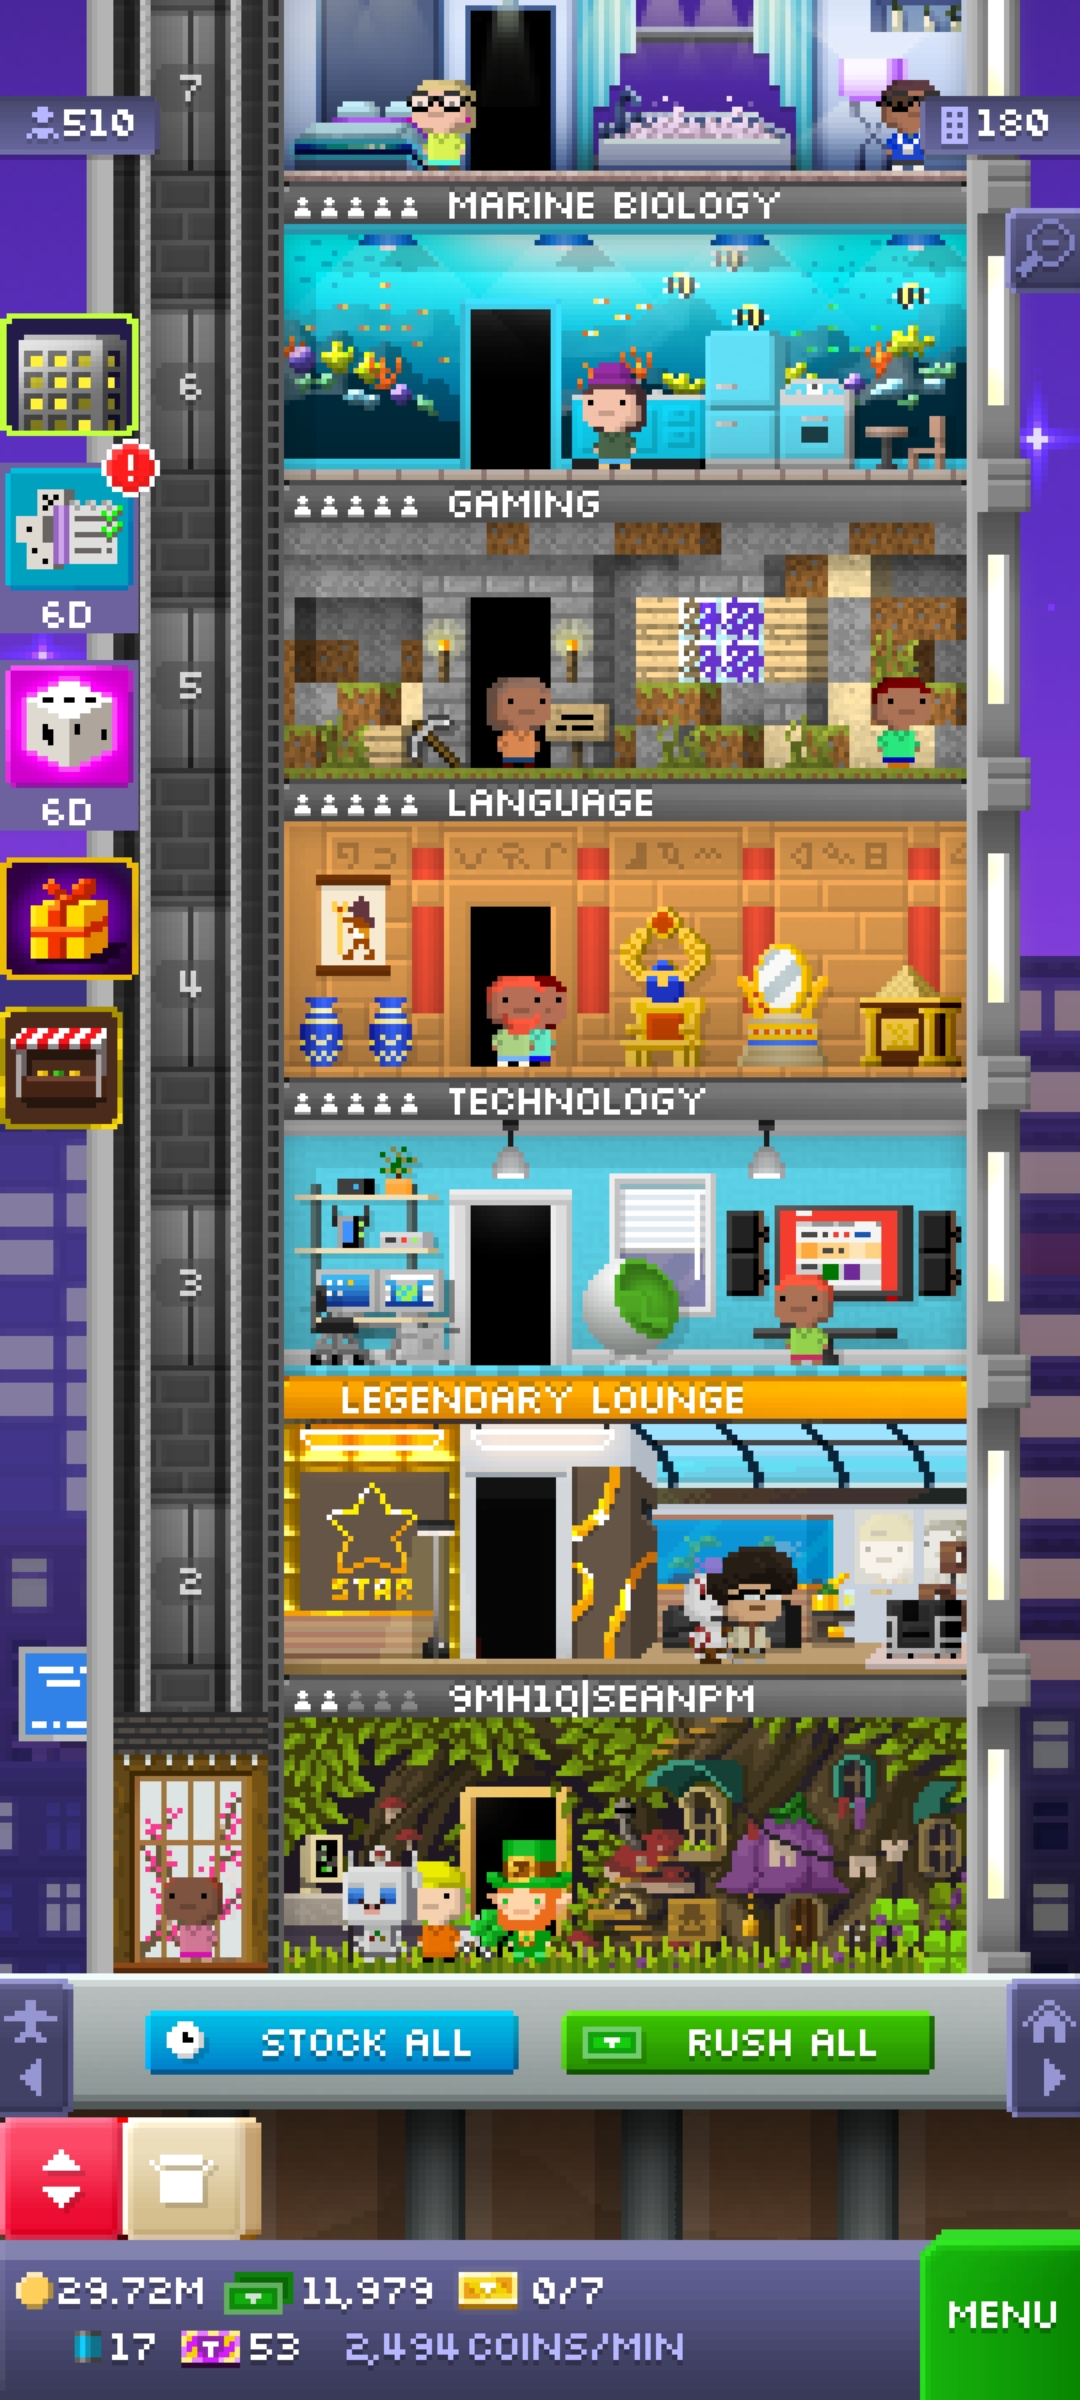 7
510
180
MARINE BIOLOGY
6
GAMING
6D
5
6D
LANGUAGE
4
TECHNOLOGY
3
LEGENDARY LOUNGE
STAR
2
9MH1Q|SEANPM
STOCK ALL
RUSH ALL
29.72M 11,979 0/7
17 53 2,494 COINS/MIN
MENU